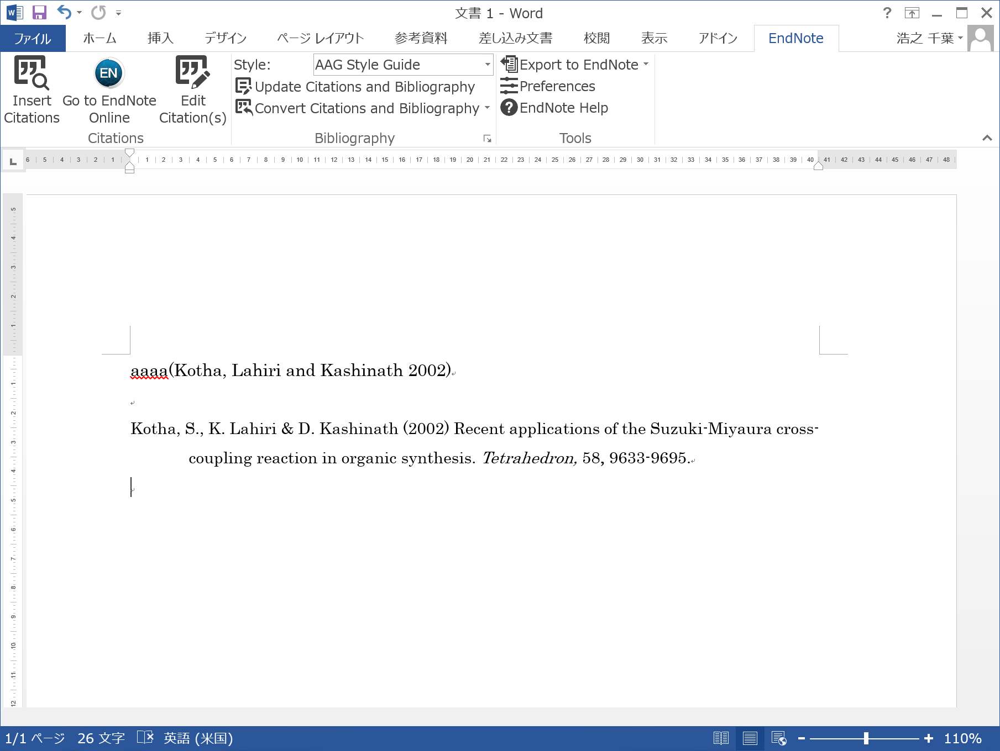 文書 1 - Word
?
ファイル ホーム 挿入 デザイン ページ レイアウト 参考資料 差し込み文書 校閲 表示 アドイン EndNote 浩之 千葉
Insert Citations
EN
Go to EndNote Online
Edit Citation(s)
Citations
Style: AAG Style Guide
Update Citations and Bibliography
Convert Citations and Bibliography
Bibliography
Export to EndNote
Preferences
EndNote Help
Tools
6 5 4 3 2 1 1 2 3 4 5 6 7 8 9 10 11 12 13 14 15 16 17 18 19 20 21 22 23 24 25 26 27 28 29 30 31 32 33 34 35 36 37 38 39 40 41 42 43 44 45 46 47 48
5
4
3
2
1
1
2
3
4
5
6
7
8
9
10
11
12
aaaa(Kotha, Lahiri and Kashinath 2002)
Kotha, S., K. Lahiri & D. Kashinath (2002) Recent applications of the Suzuki-Miyaura cross-
coupling reaction in organic synthesis. Tetrahedron, 58, 9633-9695.
1/1 ページ 26 文字 英語 (米国) 110%